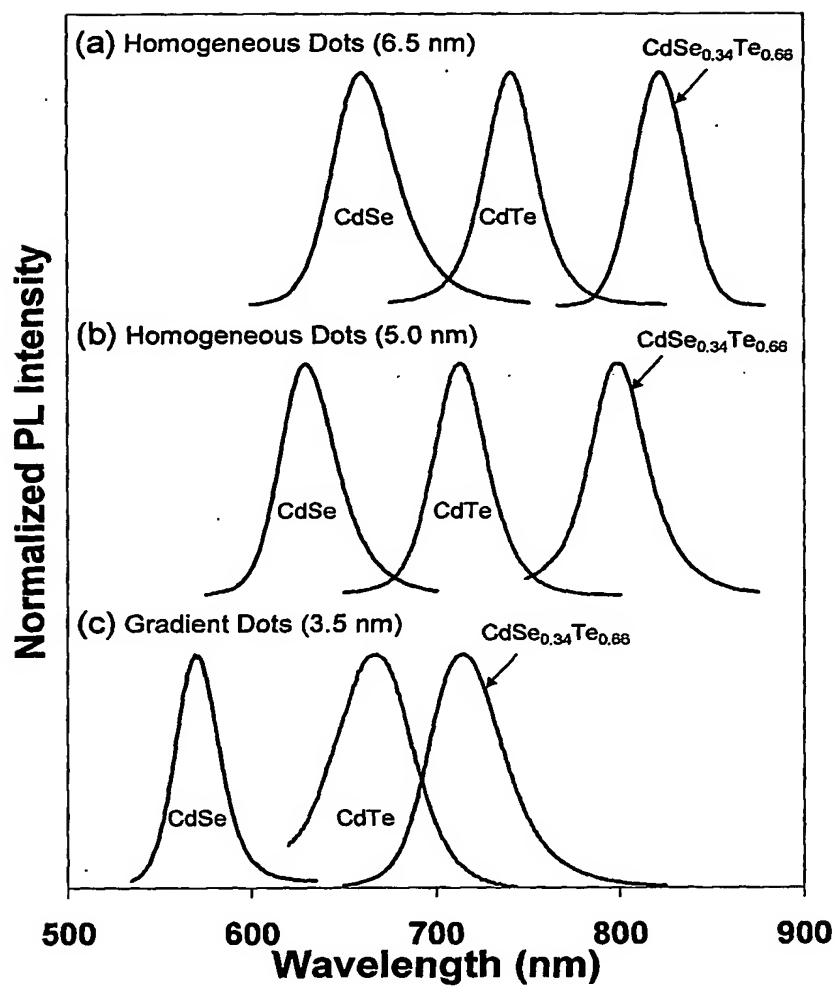 (a) Homogeneous Dots (6.5 nm)
CdSe₀.₃₄Te₀.₆₆
CdSe
CdTe
(b) Homogeneous Dots (5.0 nm)
CdSe₀.₃₄Te₀.₆₆
CdSe
CdTe
(c) Gradient Dots (3.5 nm)
CdSe₀.₃₄Te₀.₆₆
CdSe
CdTe
Normalized PL Intensity
500 600 700 800 900
Wavelength (nm)